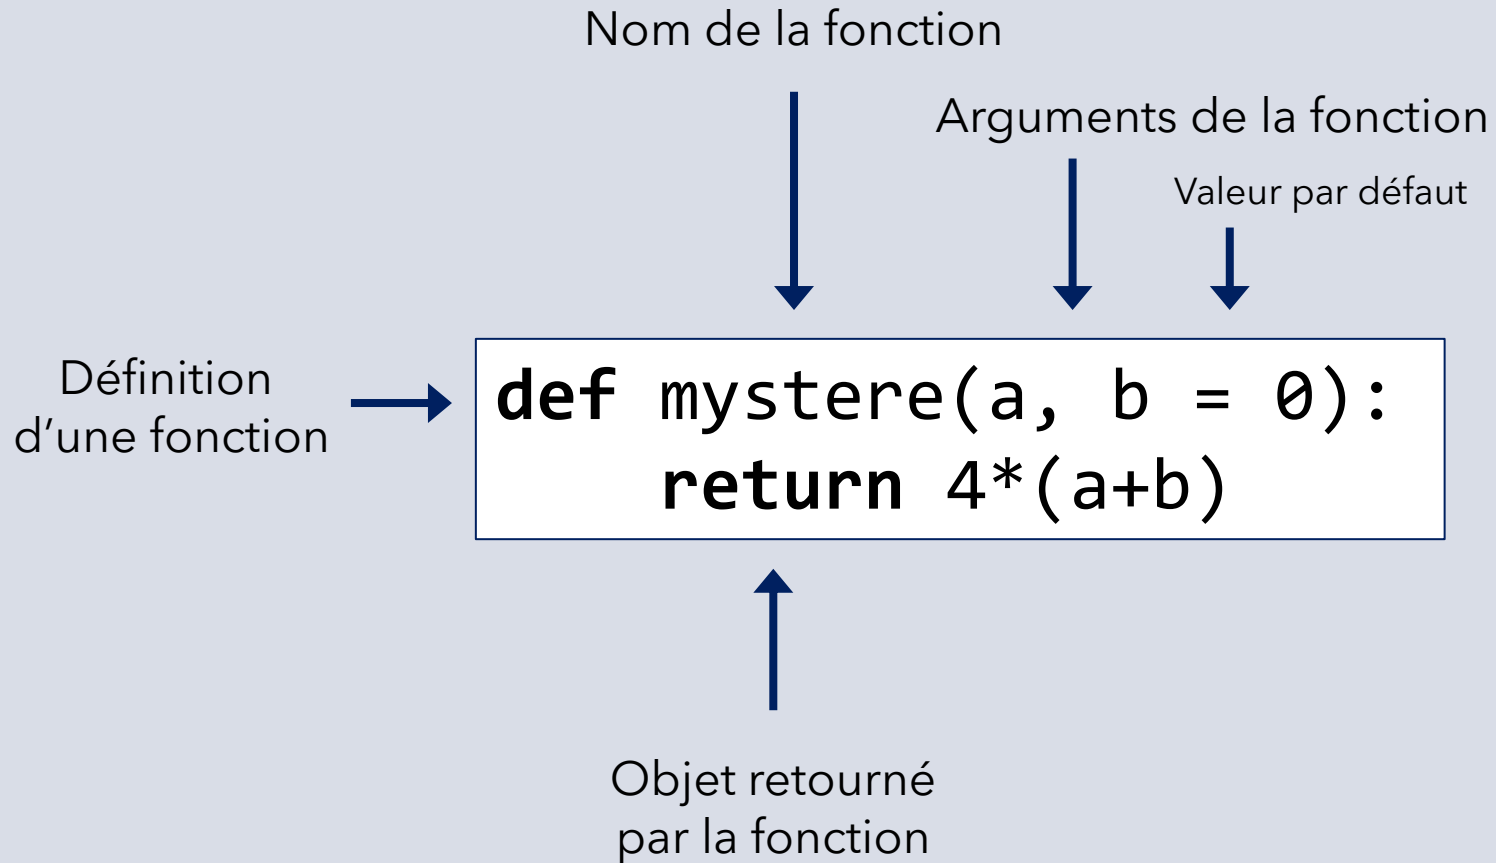 Nom de la fonction
Arguments de la fonction
Valeur par défaut
Définition
d’une fonction
def mystere(a, b = 0):
return 4*(a+b)
Objet retourné
par la fonction